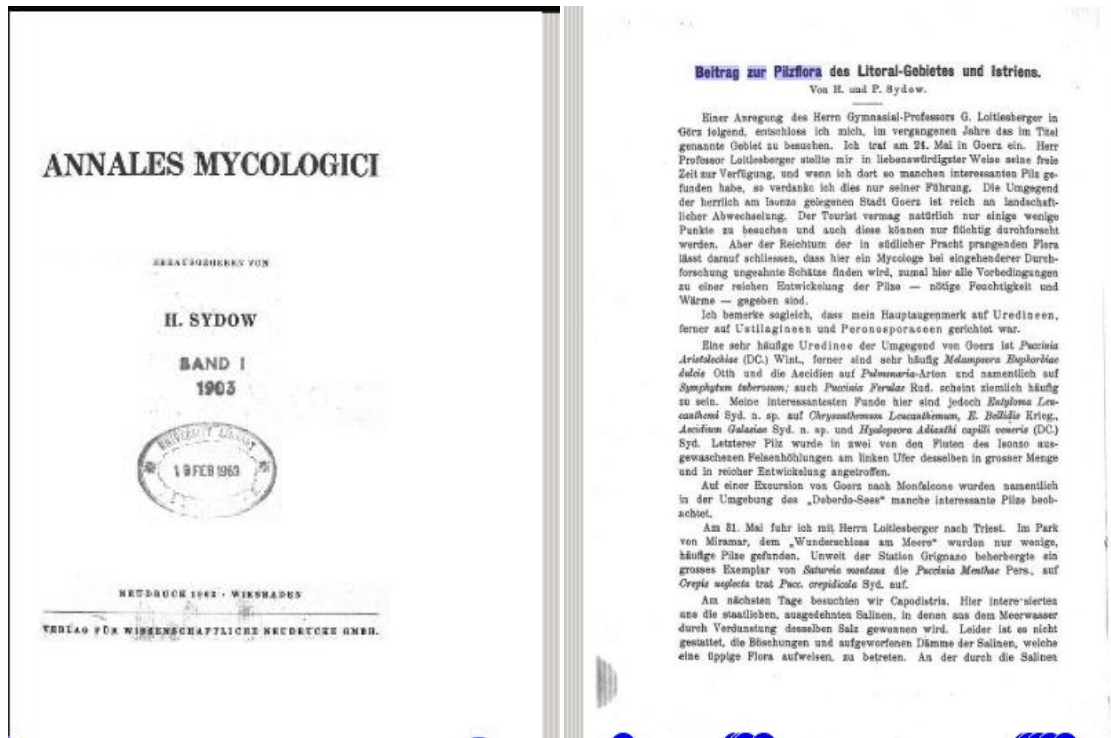 ANNALES MYCOLOGICI
HERAUSGEGEBEN VON
H. SYDOW
BAND I
1903
UNIVERSITY LIBRARY
19 FEB 1963
NEUDRUCK 1962 · WIESBADEN
VERLAG FÜR WISSENSCHAFTLICHE NEUDRUCKE GMBH.
Beitrag zur Pilzflora des Litoral-Gebietes und Istriens.
Von H. und P. Sydow.
Einer Anregung des Herrn Gymnasial-Professors G. Loitlesberger in
Görz folgend, entschloss ich mich, im vergangenen Jahre das im Titel
genannte Gebiet zu besuchen. Ich traf am 24. Mai in Goerz ein. Herr
Professor Loitlesberger stellte mir in liebenswürdigster Weise seine freie
Zeit zur Verfügung, und wenn ich dort so manchen interessanten Pilz ge-
funden habe, so verdanke ich dies nur seiner Führung. Die Umgegend
der herrlich am Isonzo gelegenen Stadt Goerz ist reich an landschaft-
licher Abwechselung. Der Tourist vermag natürlich nur einige wenige
Punkte zu besuchen und auch diese können nur flüchtig durchforscht
werden. Aber der Reichtum der in südlicher Pracht prangenden Flora
lässt darauf schliessen, dass hier ein Mycologe bei eingehenderer Durch-
forschung ungeahnte Schätze finden wird, zumal hier alle Vorbedingungen
zu einer reichen Entwickelung der Pilze — nötige Feuchtigkeit und
Wärme — gegeben sind.
Ich bemerke sogleich, dass mein Hauptaugenmerk auf Uredineen,
ferner auf Ustilagineen und Peronosporaceen gerichtet war.
Eine sehr häufige Uredinee der Umgegend von Goerz ist Puccinia
Aristolochiae (DC.) Wint., ferner sind sehr häufig Melampsora Euphorbiae
dulcis Otth und die Aecidien auf Pulmonaria-Arten und namentlich auf
Symphytum tuberosum; auch Puccinia Ferulae Rud. scheint ziemlich häufig
zu sein. Meine interessantesten Funde hier sind jedoch Entyloma Leu-
canthemi Syd. n. sp. auf Chrysanthemum Leucanthemum, E. Bellidis Krieg.,
Aecidium Galasiae Syd. n. sp. und Hyalopsora Adianthi capilli veneris (DC.)
Syd. Letzterer Pilz wurde in zwei von den Fluten des Isonzo aus-
gewaschenen Felsenhöhlungen am linken Ufer desselben in grosser Menge
und in reicher Entwickelung angetroffen.
Auf einer Excursion von Goerz nach Monfalcone wurden namentlich
in der Umgebung des „Doberdo-Sees“ manche interessante Pilze beob-
achtet.
Am 31. Mai fuhr ich mit Herrn Loitlesberger nach Triest. Im Park
von Miramar, dem „Wunderschloss am Meere“ wurden nur wenige,
häufige Pilze gefunden. Unweit der Station Grignano beherbergte ein
grosses Exemplar von Satureia montana die Puccinia Menthae Pers., auf
Crepis neglecta trat Pucc. crepidicola Syd. auf.
Am nächsten Tage besuchten wir Capodistria. Hier interessierten
uns die staatlichen, ausgedehnten Salinen, in denen aus dem Meerwasser
durch Verdunstung desselben Salz gewonnen wird. Leider ist es nicht
gestattet, die Böschungen und aufgeworfenen Dämme der Salinen, welche
eine üppige Flora aufweisen, zu betreten. An der durch die Salinen